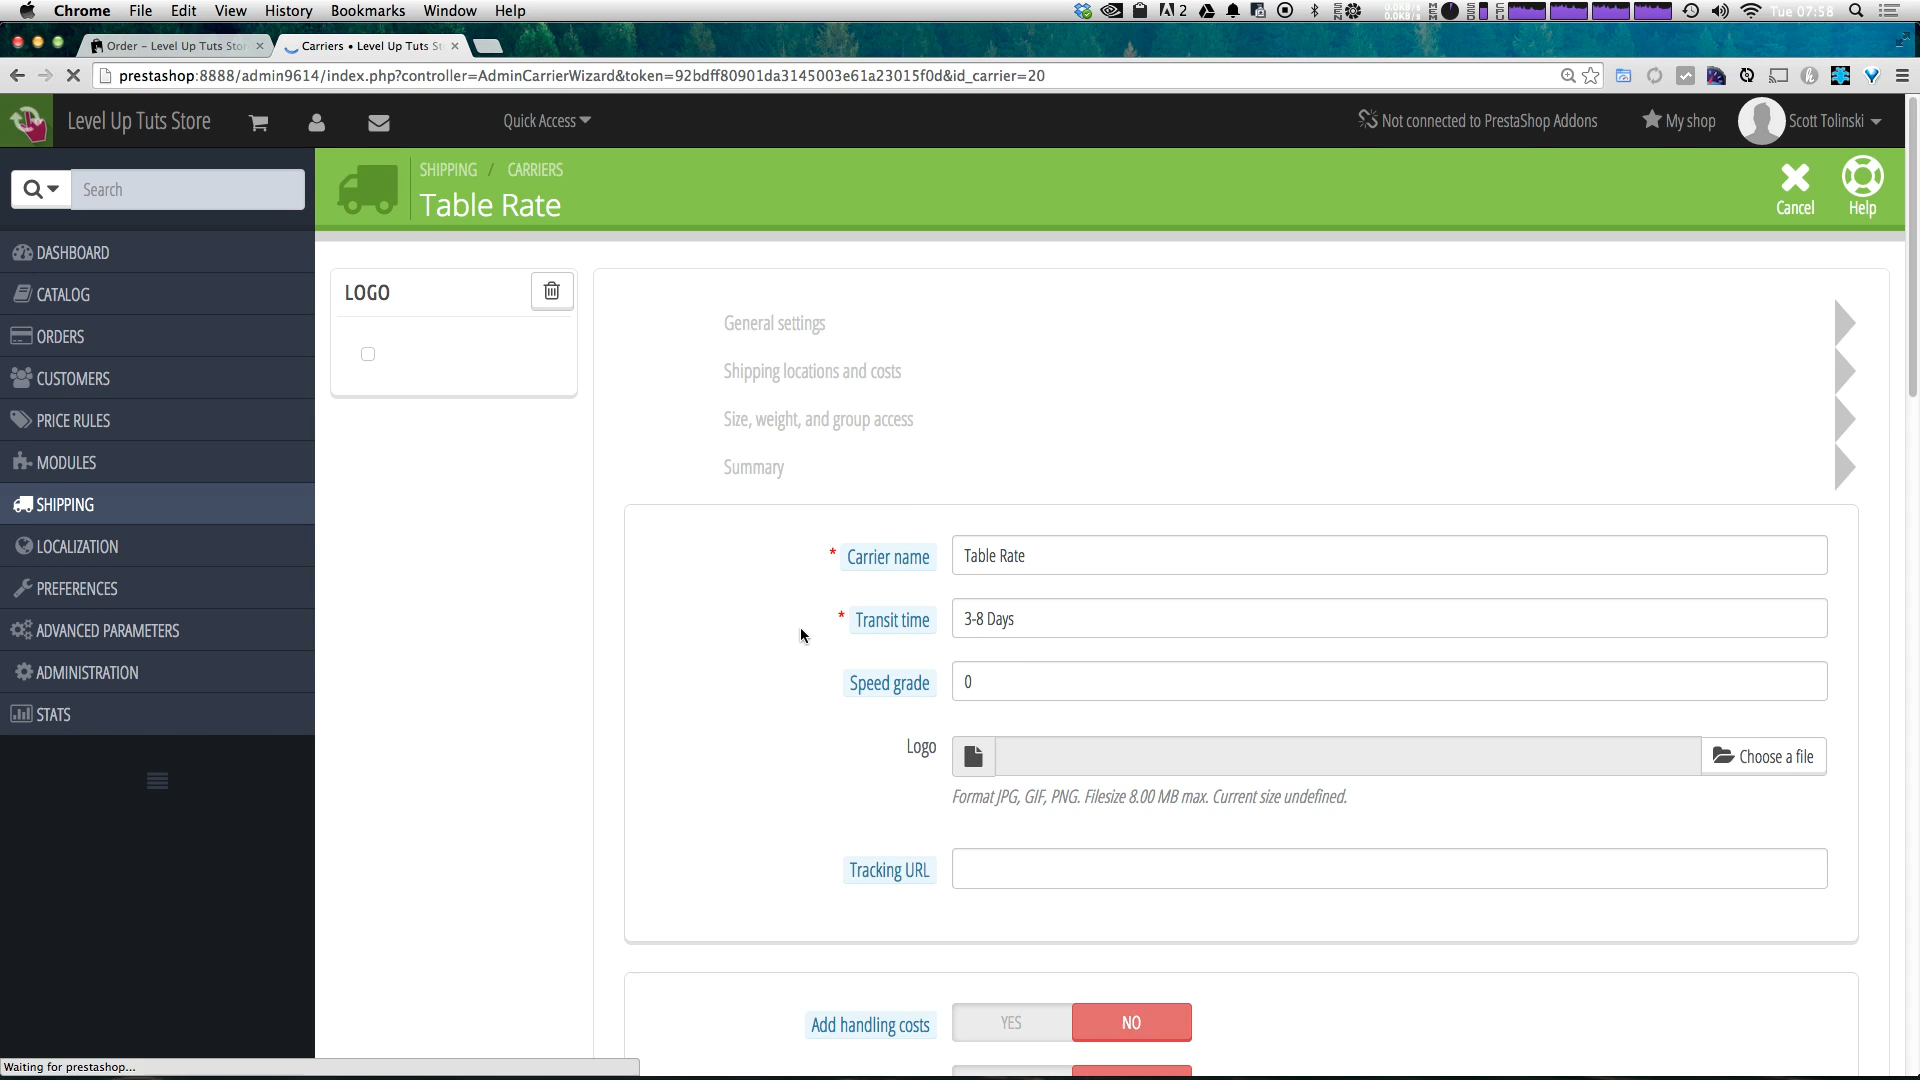 Chrome File Edit View History Bookmarks Window Help 2 Tue 07:58
Order – Level Up Tuts Stor Carriers • Level Up Tuts St
prestashop:8888/admin9614/index.php?controller=AdminCarrierWizard&token=92bdff80901da3145003e61a23015f0d&id_carrier=20
Level Up Tuts Store Quick Access Not connected to PrestaShop Addons My shop Scott Tolinski
Search
SHIPPING / CARRIERS
Table Rate
Cancel Help
DASHBOARD
CATALOG
ORDERS
CUSTOMERS
PRICE RULES
MODULES
SHIPPING
LOCALIZATION
PREFERENCES
ADVANCED PARAMETERS
ADMINISTRATION
STATS
LOGO
General settings
Shipping locations and costs
Size, weight, and group access
Summary
* Carrier name Table Rate
* Transit time 3-8 Days
Speed grade 0
Logo Choose a file
Format JPG, GIF, PNG. Filesize 8.00 MB max. Current size undefined.
Tracking URL
Add handling costs YES NO
Waiting for prestashop...